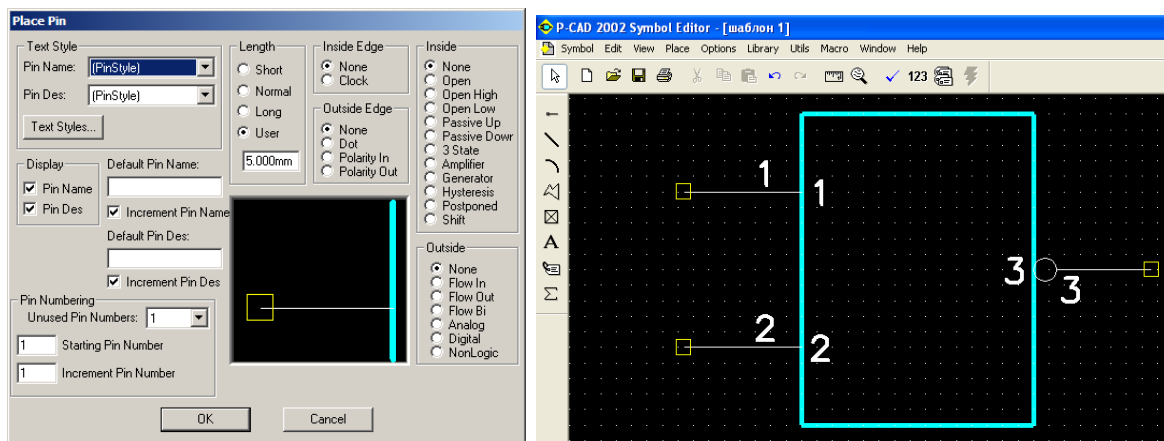 Place Pin
Text Style
Pin Name: (PinStyle)
Pin Des: (PinStyle)
Text Styles...
Display
Pin Name
Pin Des
Default Pin Name:
Increment Pin Name
Default Pin Des:
Increment Pin Des
Pin Numbering
Unused Pin Numbers: 1
1 Starting Pin Number
1 Increment Pin Number
Length
Short
Normal
Long
User
5.000mm
Inside Edge
None
Clock
Outside Edge
None
Dot
Polarity In
Polarity Out
Inside
None
Open
Open High
Open Low
Passive Up
Passive Dowr
3 State
Amplifier
Generator
Hysteresis
Postponed
Shift
Outside
None
Flow In
Flow Out
Flow Bi
Analog
Digital
NonLogic
OK Cancel
P-CAD 2002 Symbol Editor - [шаблон 1]
Symbol Edit View Place Options Library Utils Macro Window Help
123
A
Σ
1 1
3 3
2 2